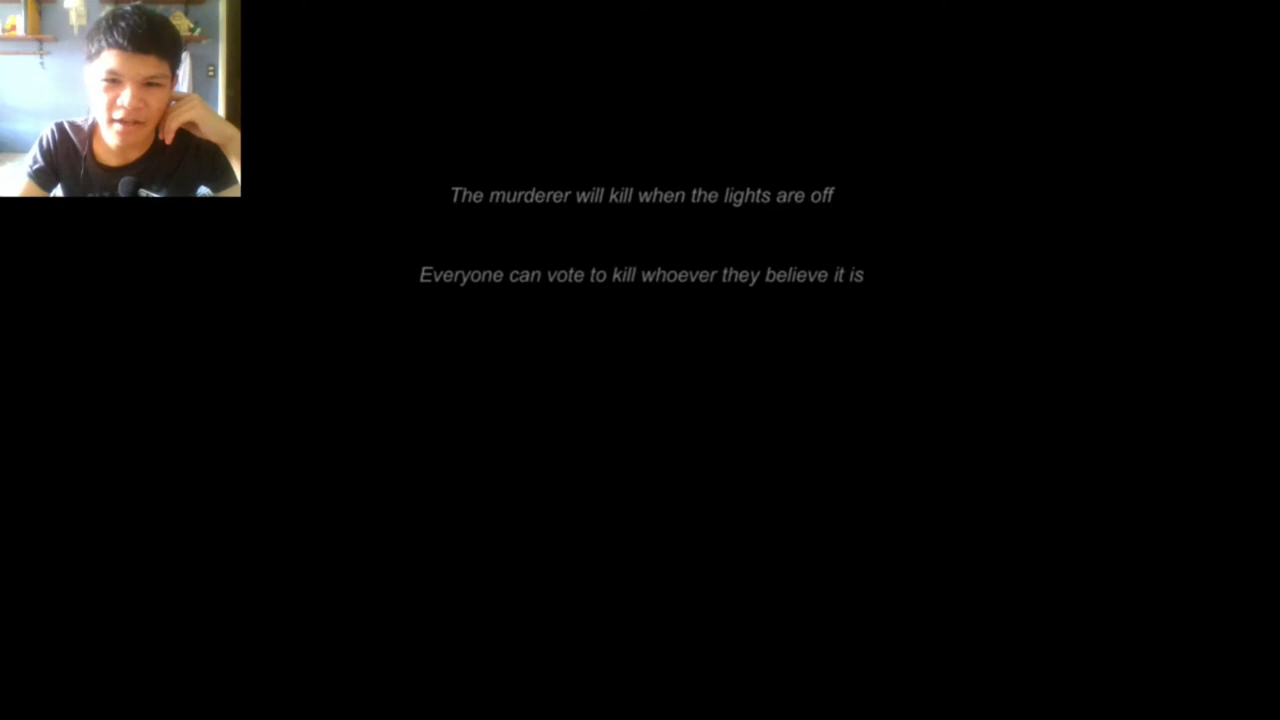 The murderer will kill when the lights are off
Everyone can vote to kill whoever they believe it is